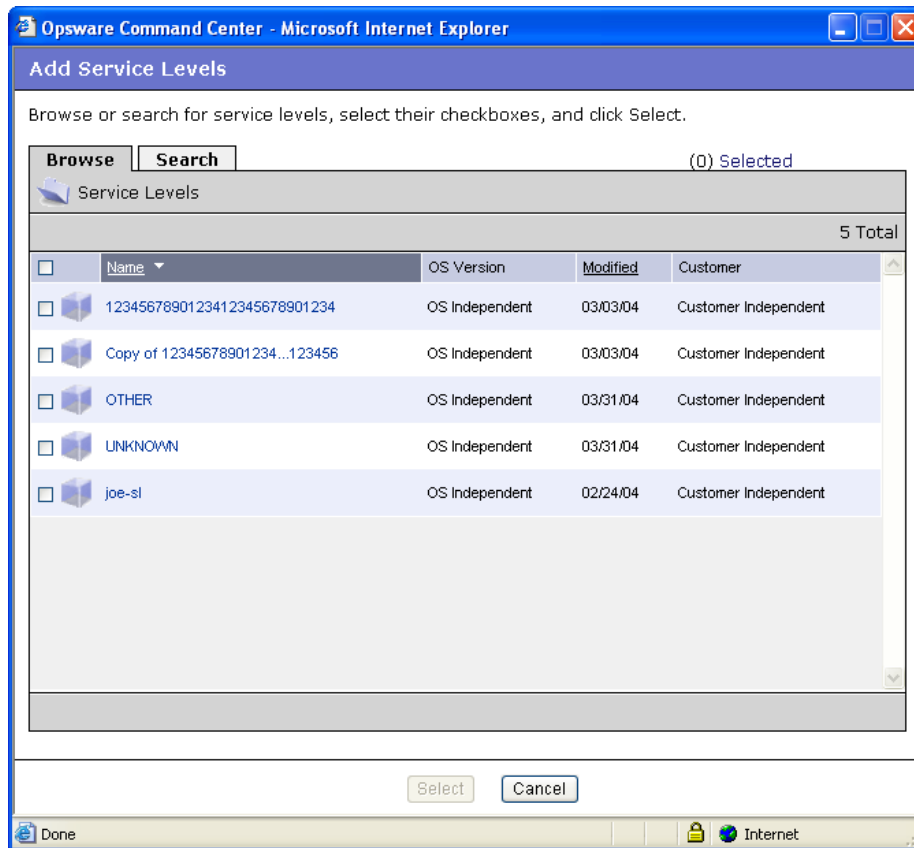 Opsware Command Center - Microsoft Internet Explorer
Add Service Levels
Browse or search for service levels, select their checkboxes, and click Select.
Browse Search (0) Selected
Service Levels
5 Total
Name OS Version Modified Customer
1234567890123412345678901234 OS Independent 03/03/04 Customer Independent
Copy of 12345678901234...123456 OS Independent 03/03/04 Customer Independent
OTHER OS Independent 03/31/04 Customer Independent
UNKNOWN OS Independent 03/31/04 Customer Independent
joe-sl OS Independent 02/24/04 Customer Independent
Select Cancel
Done Internet